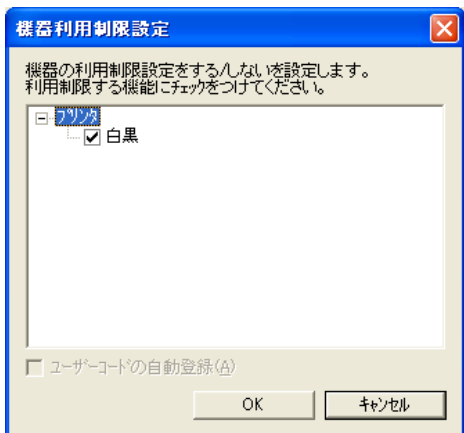 機器利用制限設定
機器の利用制限設定をする/しないを設定します。
利用制限する機能にチェックをつけてください。
プリンタ
白黒
ユーザーコードの自動登録(A)
OK
キャンセル